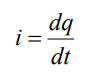 i = dq/dt